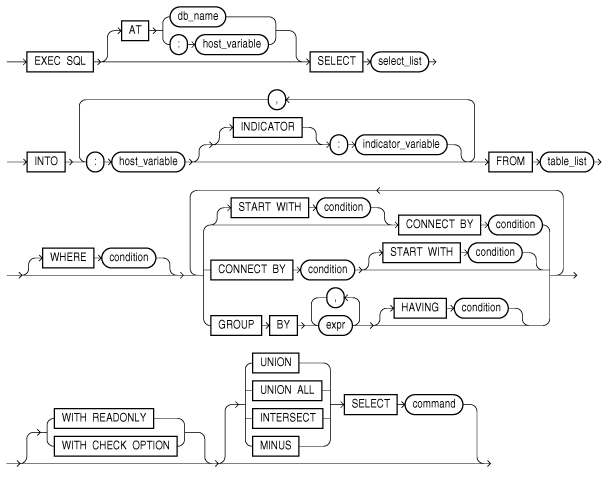 db_name
AT
: host_variable
EXEC SQL SELECT select_list
,
INDICATOR
: indicator_variable
INTO : host_variable FROM table_list
START WITH condition
CONNECT BY condition
WHERE condition START WITH condition
CONNECT BY condition
,
HAVING condition
GROUP BY expr
UNION
UNION ALL
SELECT command
WITH READONLY INTERSECT
WITH CHECK OPTION MINUS